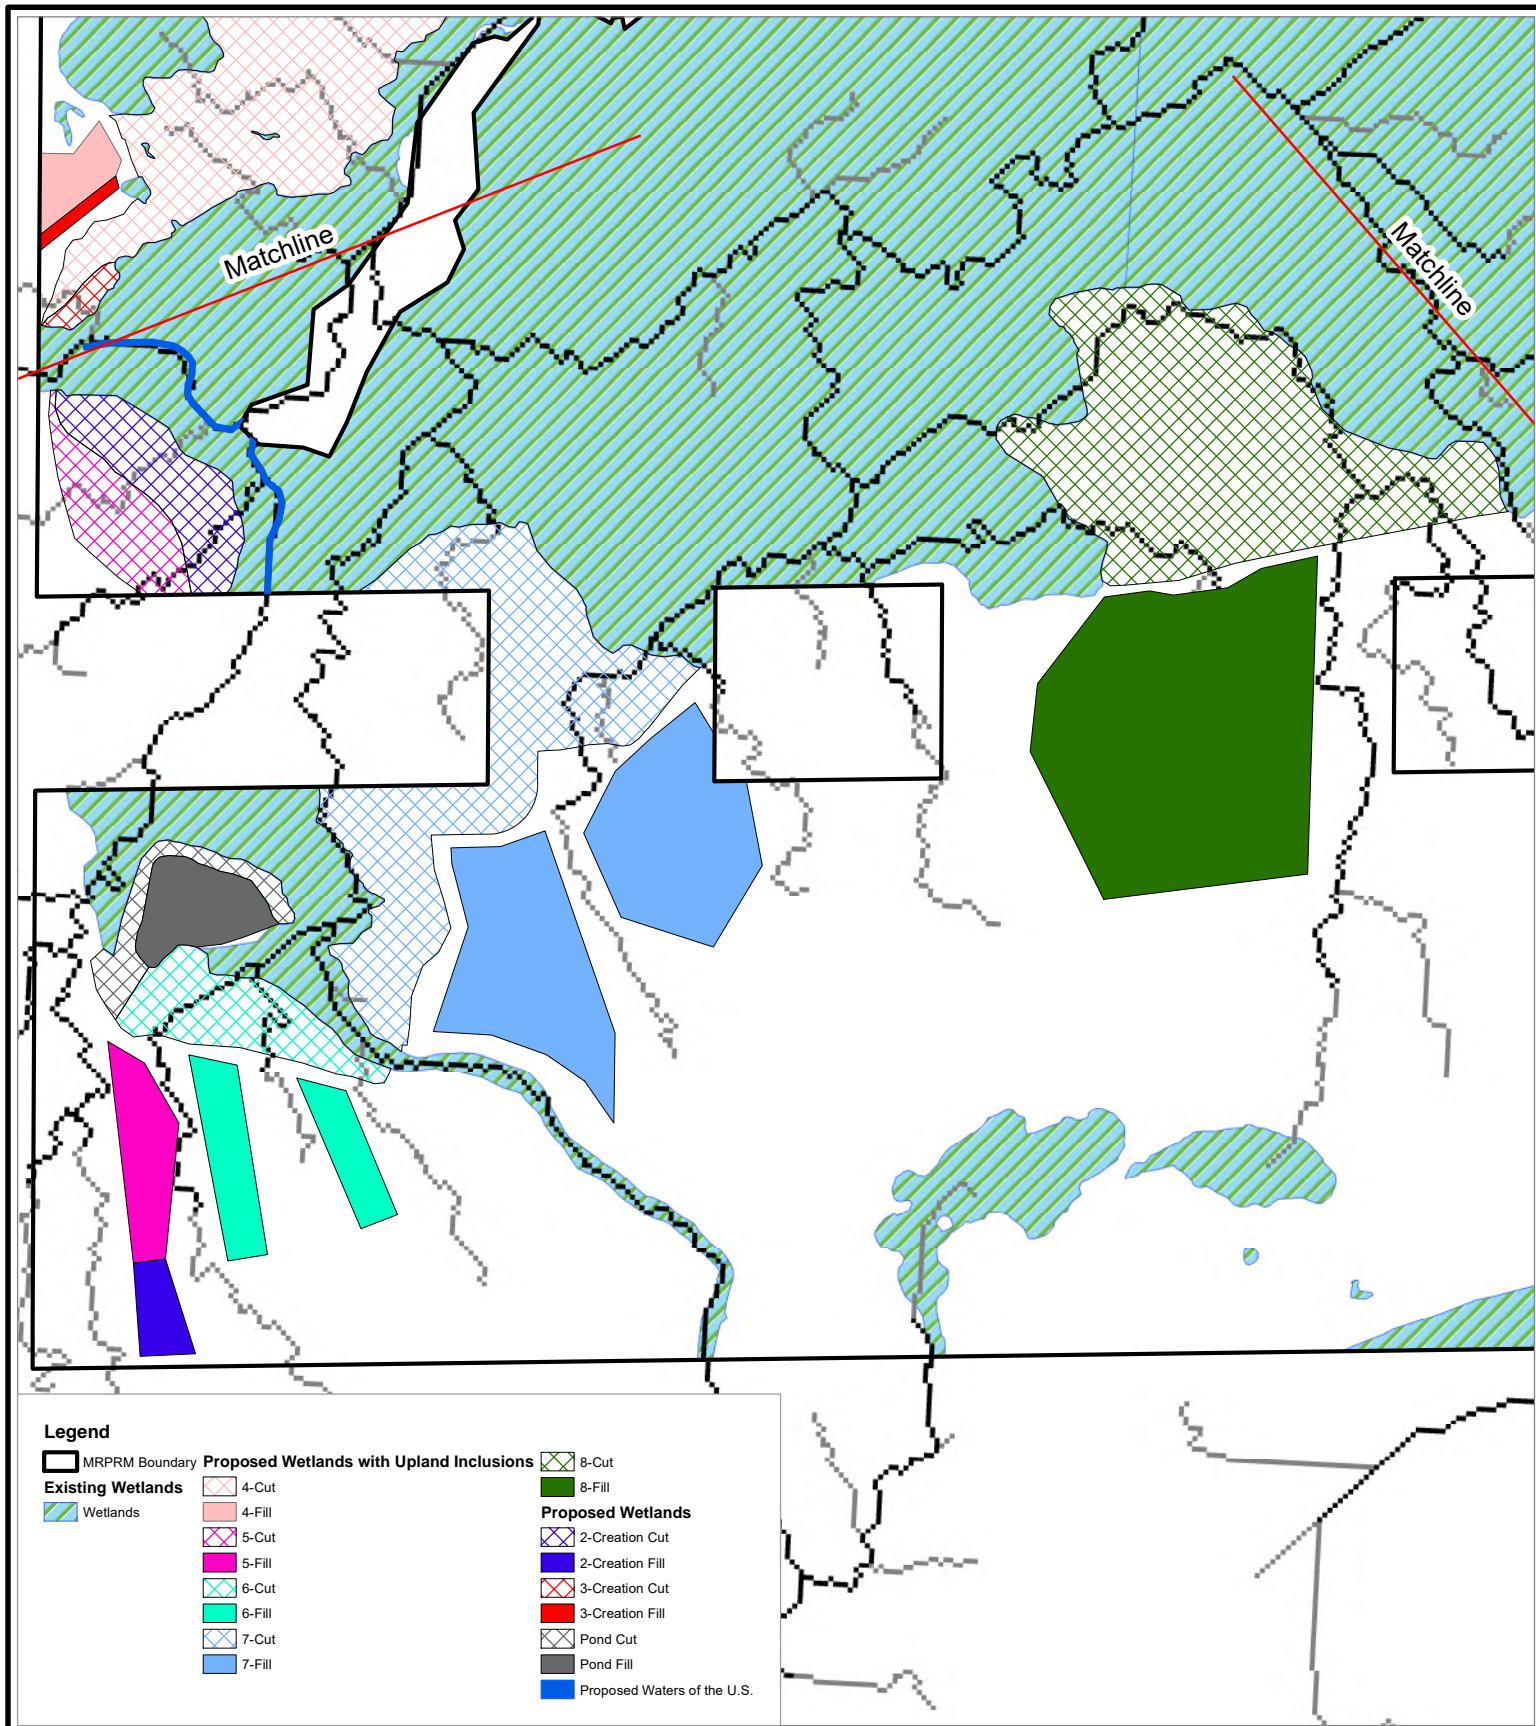 Matchline
Matchline
Legend
MRPRM Boundary
Existing Wetlands
Wetlands
Proposed Wetlands with Upland Inclusions
4-Cut
4-Fill
5-Cut
5-Fill
6-Cut
6-Fill
7-Cut
7-Fill
8-Cut
8-Fill
Proposed Wetlands
2-Creation Cut
2-Creation Fill
3-Creation Cut
3-Creation Fill
Pond Cut
Pond Fill
Proposed Waters of the U.S.